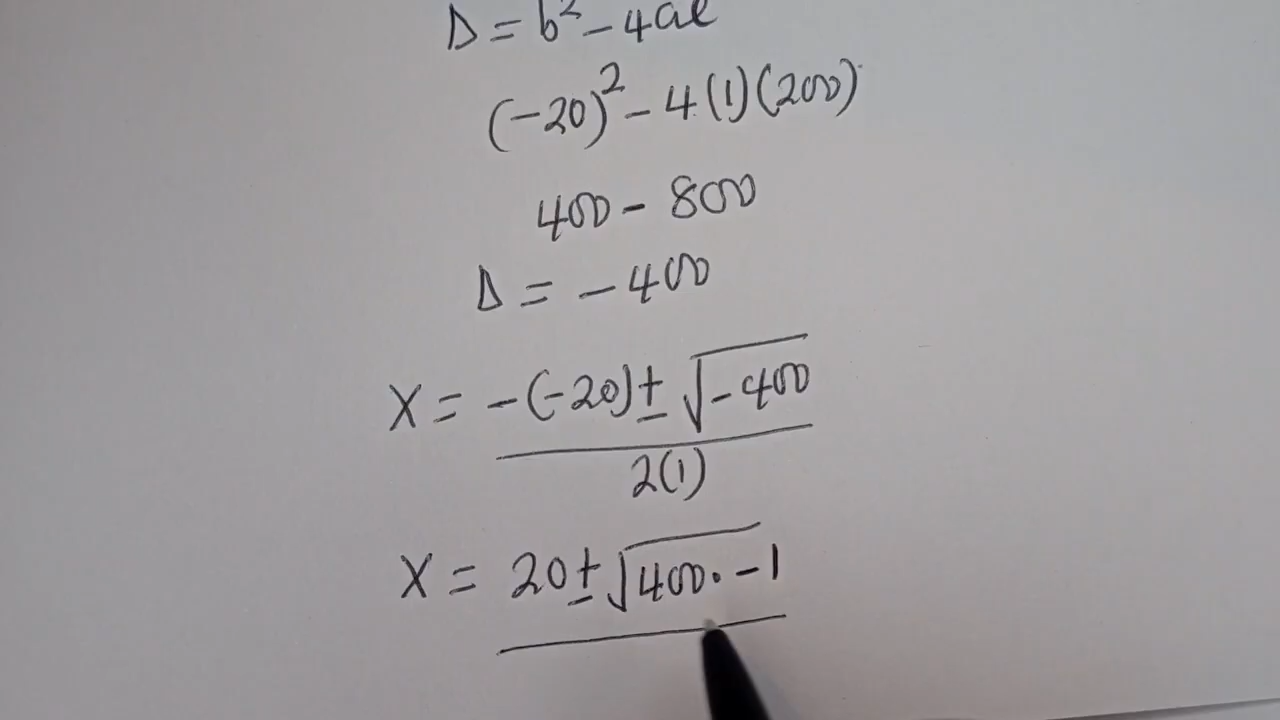 Δ = b² - 4ac
(-20)² - 4(1)(200)
400 - 800
Δ = -400
X = -(-20) ± √-400
2(1)
X = 20 ± √400·-1